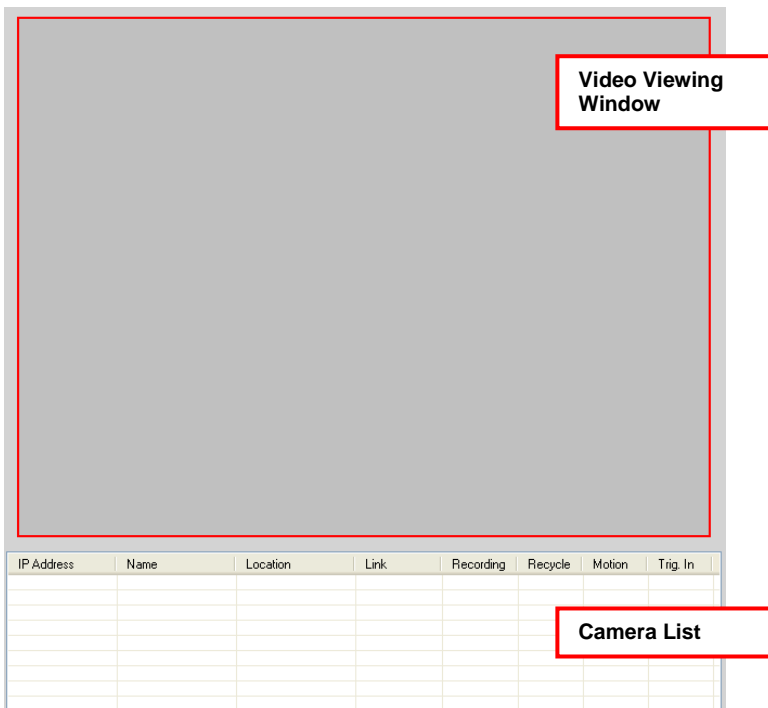 Video Viewing
Window
IP Address Name Location Link Recording Recycle Motion Trig. In
Camera List